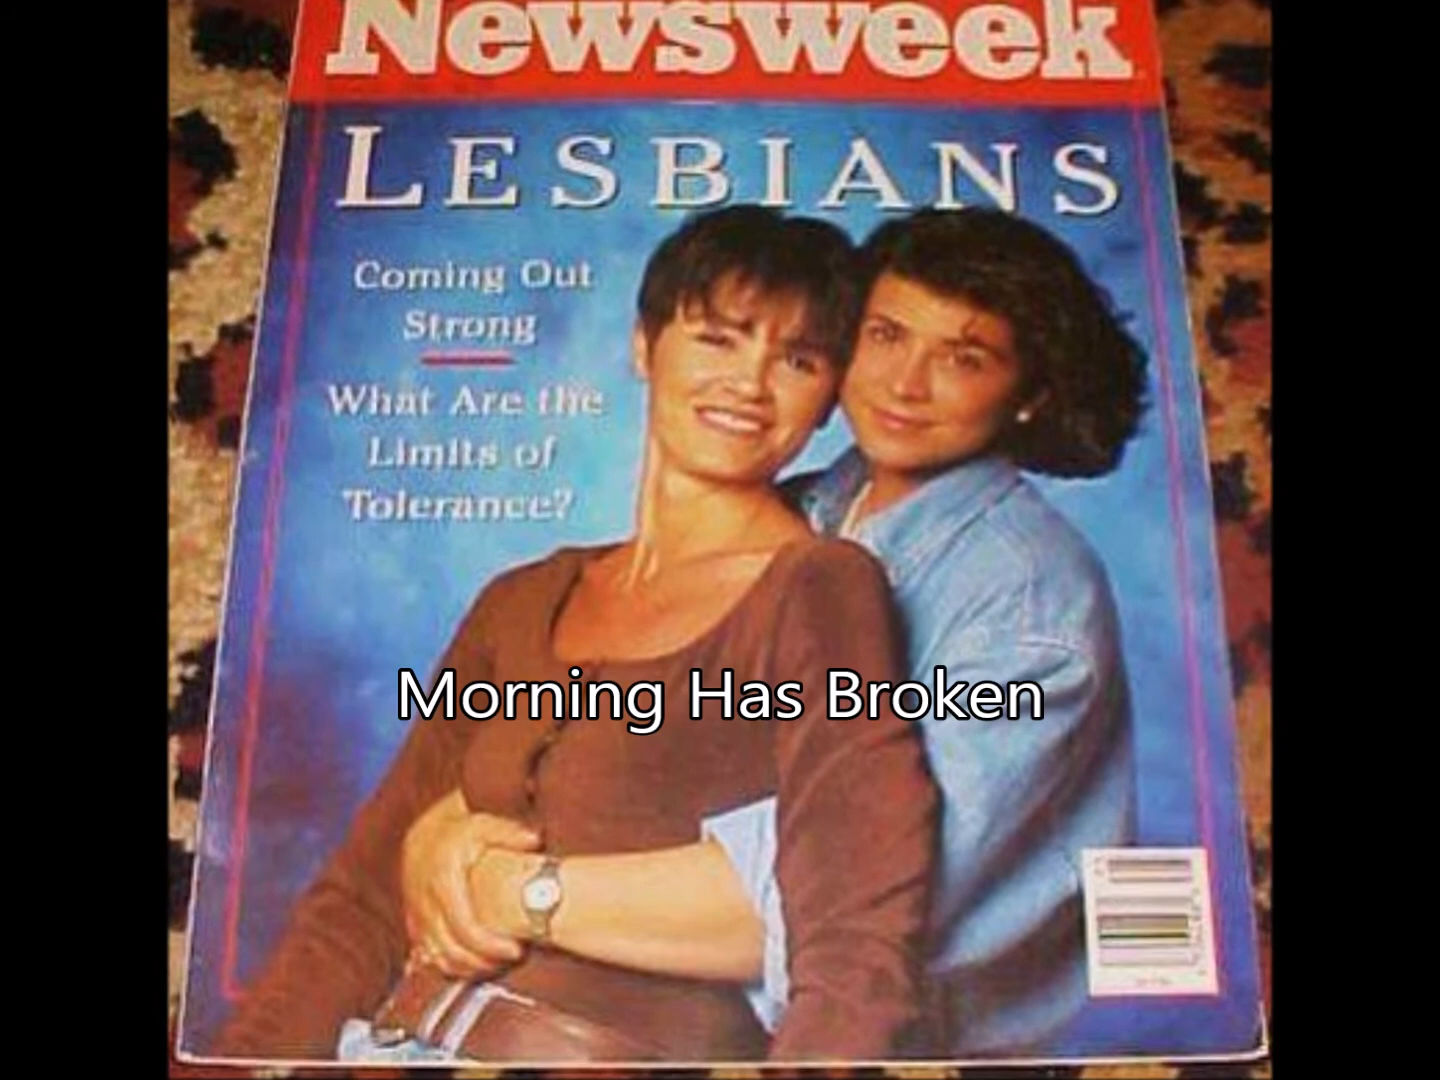 Newsweek
LESBIANS
Coming Out
Strong
What Are the
Limits of
Tolerance?
Morning Has Broken